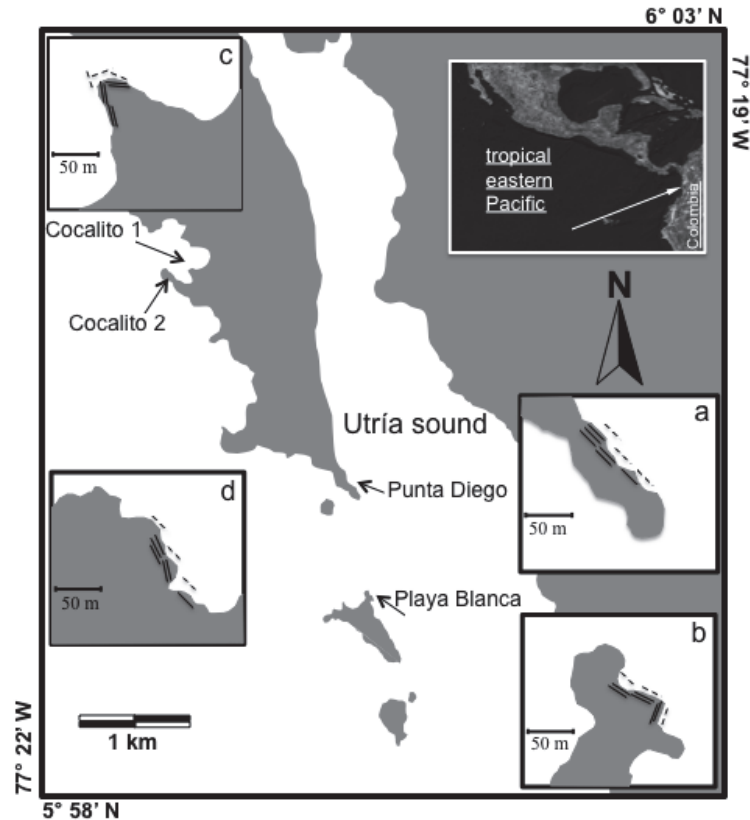 6° 03’ N
77° 19’ W
c
50 m
tropical
eastern
Pacific
Colombia
Cocalito 1
Cocalito 2
N
Utría sound
a
50 m
Punta Diego
d
50 m
Playa Blanca
b
50 m
1 km
77° 22’ W
5° 58’ N